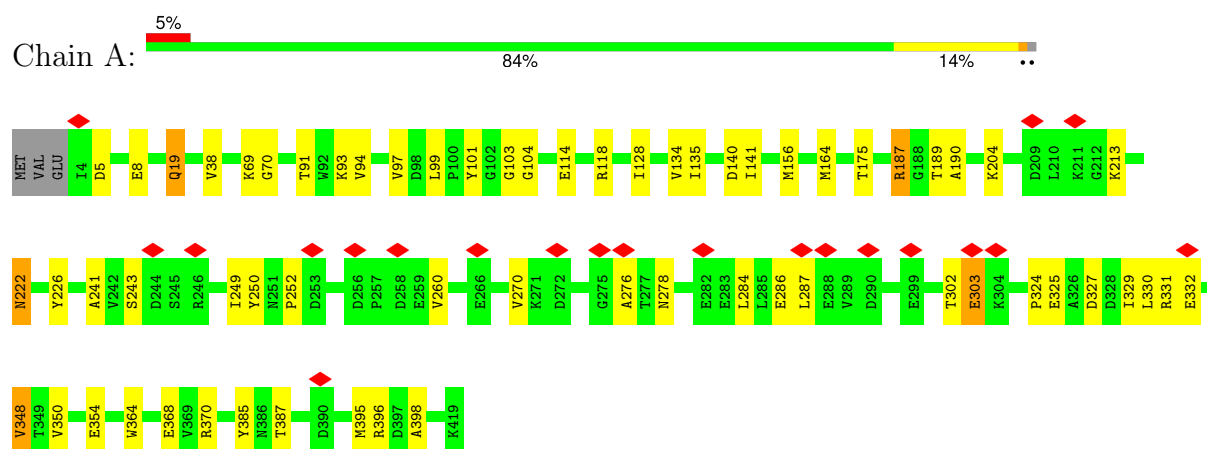 5%
Chain A:
84%
14%
••
MET VAL GLU I4 D5 E8 Q19 V38 K69 G70 T91 W92 K93 V94 V97 D98 L99 P100 Y101 G102 G103 G104 E114 R118 I128 V134 I135 D140 I141 M156 M164 T175 R187 G188 T189 A190 K204 D209 L210 K211 G212 K213
N222 Y226 A241 V242 S243 D244 S245 R246 I249 Y250 N251 P252 D253 D256 P257 D258 E259 V260 E266 V270 K271 D272 G275 A276 T277 N278 E282 E283 L284 L285 E286 L287 E288 V289 D290 E299 T302 E303 K304 P324 E325 A326 D327 D328 I329 L330 R331 E332
V348 T349 V350 E354 W364 E368 V369 R370 Y385 N386 T387 D390 M395 R396 D397 A398 K419